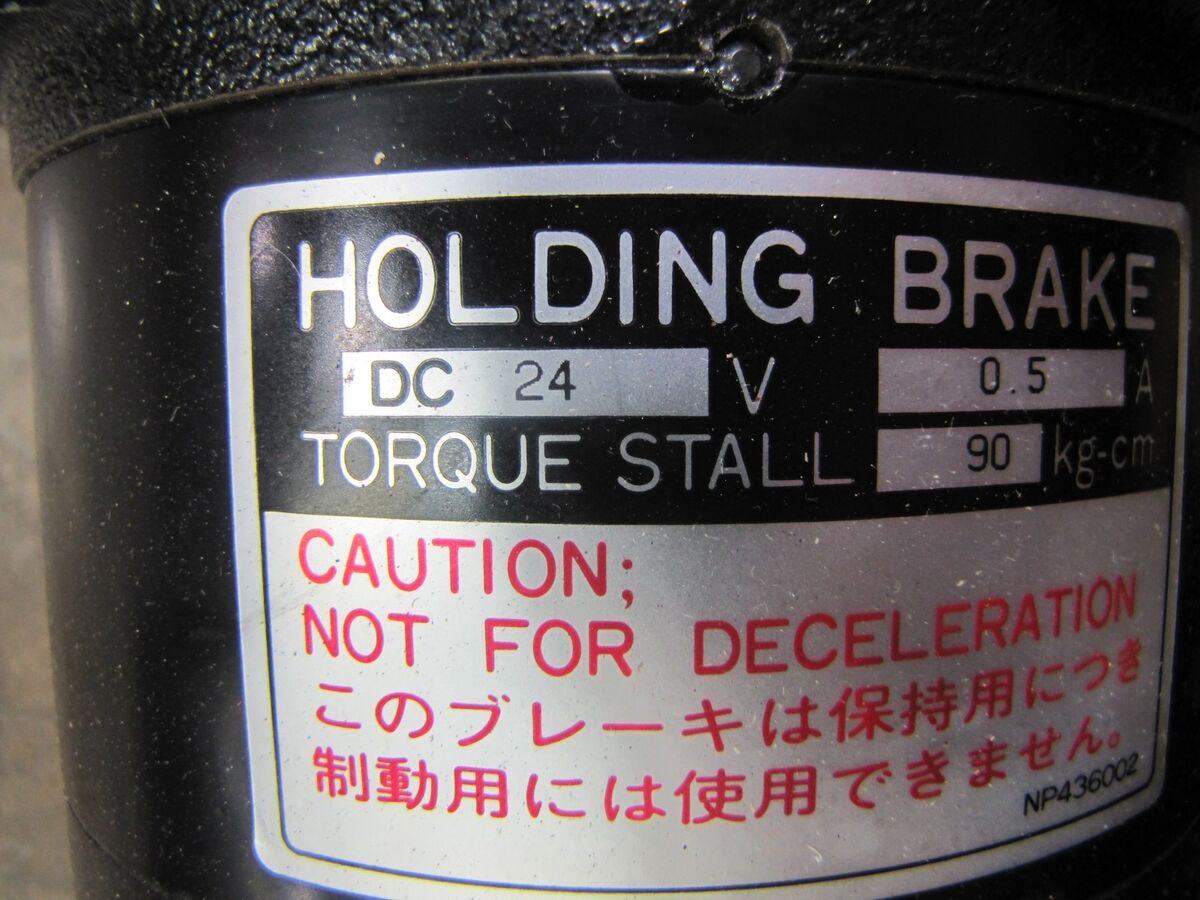 HOLDING BRAKE
DC 24 V 0.5 A
TORQUE STALL 90 kg-cm
CAUTION;
NOT FOR DECELERATION
このブレーキは保持用につき
制動用には使用できません。
NP436002